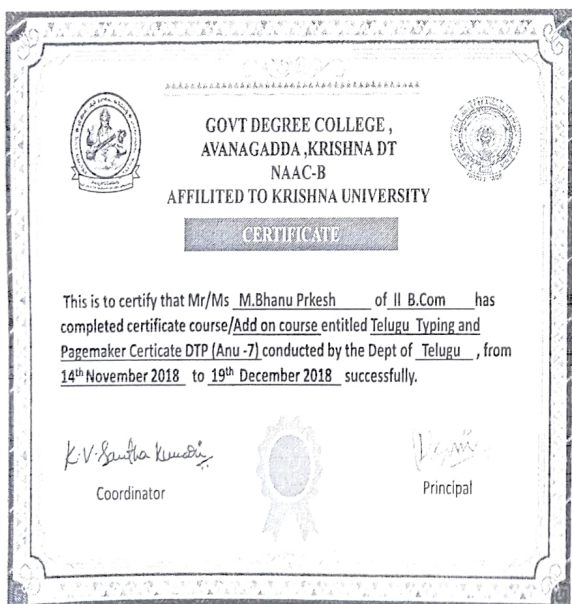 GOVT DEGREE COLLEGE ,
AVANAGADDA ,KRISHNA DT
NAAC-B
AFFILITED TO KRISHNA UNIVERSITY
CERTIFICATE
This is to certify that Mr/Ms M.Bhanu Prkesh of II B.Com has
completed certificate course/Add on course entitled Telugu Typing and
Pagemaker Certicate DTP (Anu -7) conducted by the Dept of Telugu , from
14th November 2018 to 19th December 2018 successfully.
K.V.Santha Kumari
Coordinator
Principal